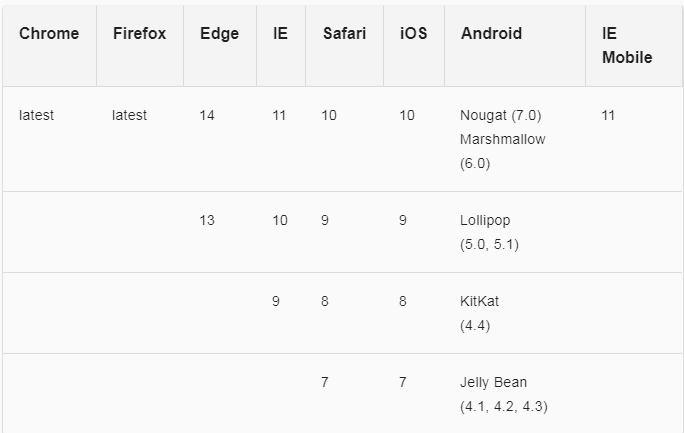 Chrome Firefox Edge IE Safari iOS Android IE Mobile
latest latest 14 11 10 10 Nougat (7.0) 11
Marshmallow
(6.0)
13 10 9 9 Lollipop
(5.0, 5.1)
9 8 8 KitKat
(4.4)
7 7 Jelly Bean
(4.1, 4.2, 4.3)